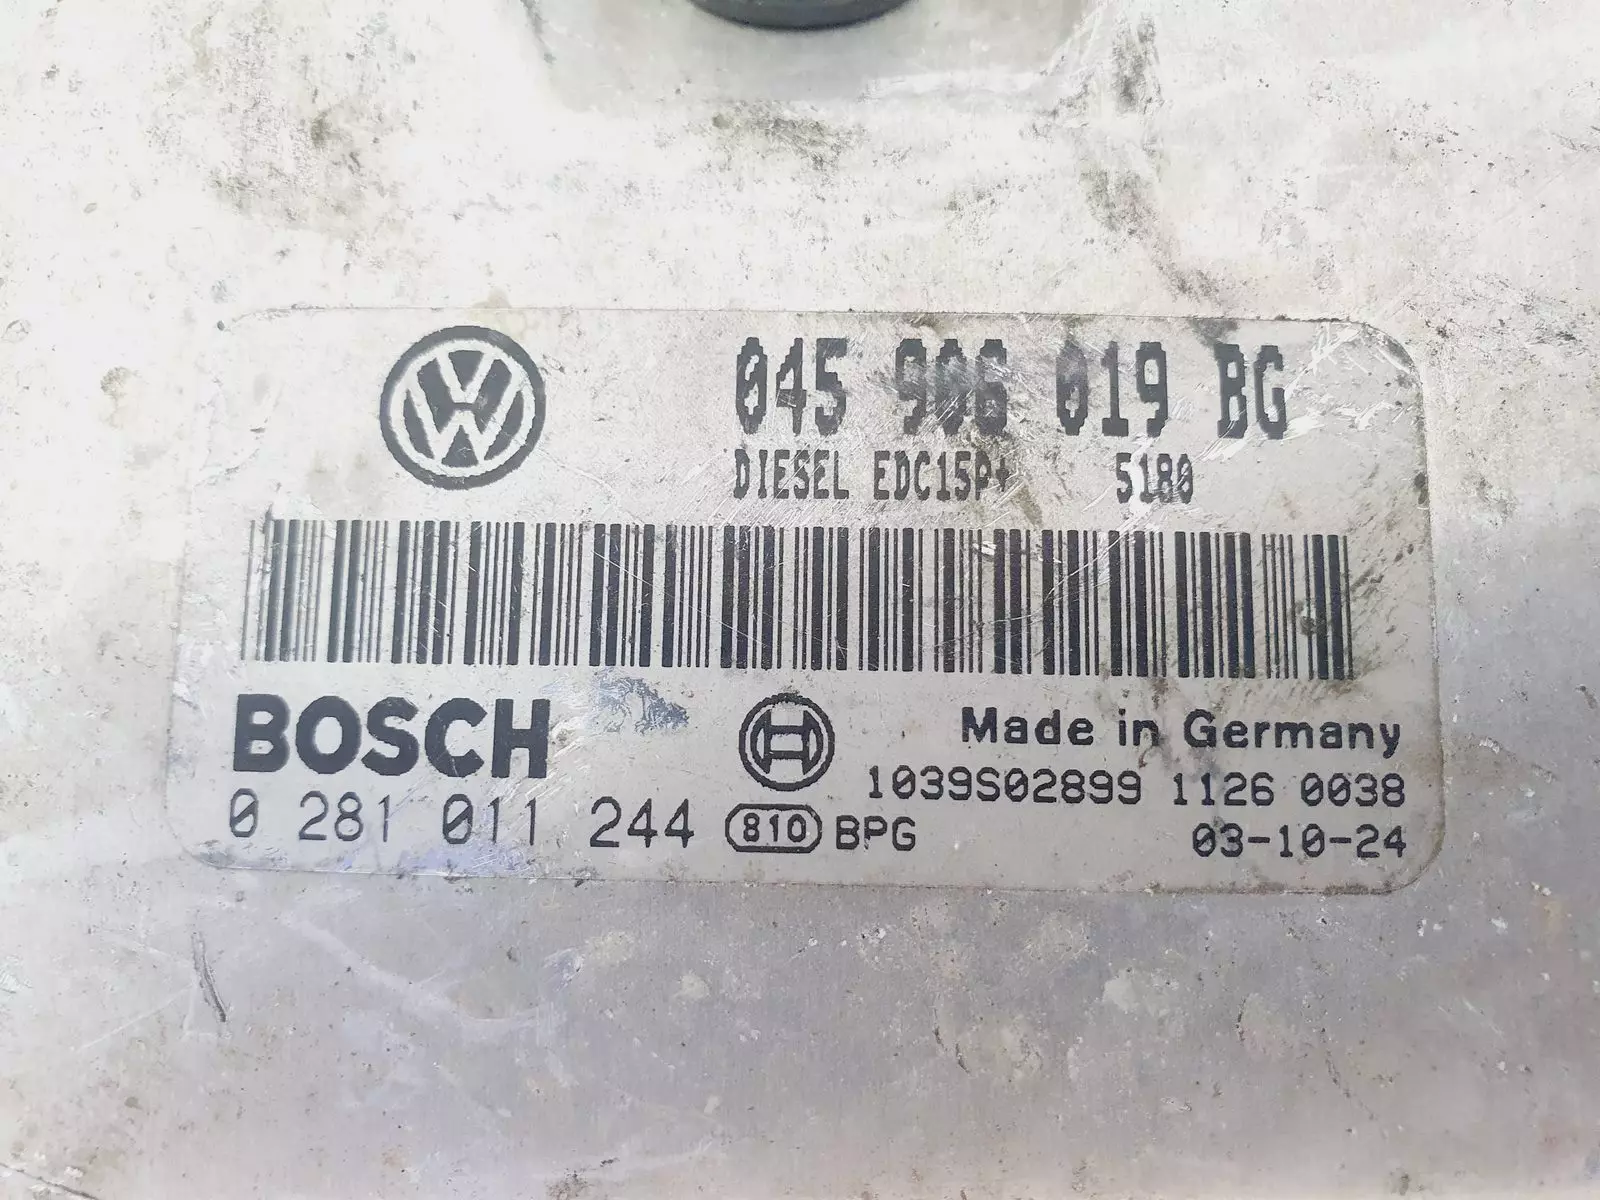 045 906 019 BG
DIESEL EDC15P+ 5180
BOSCH
Made in Germany
1039S02899 1126 0038
0 281 011 244 810 BPG 03-10-24